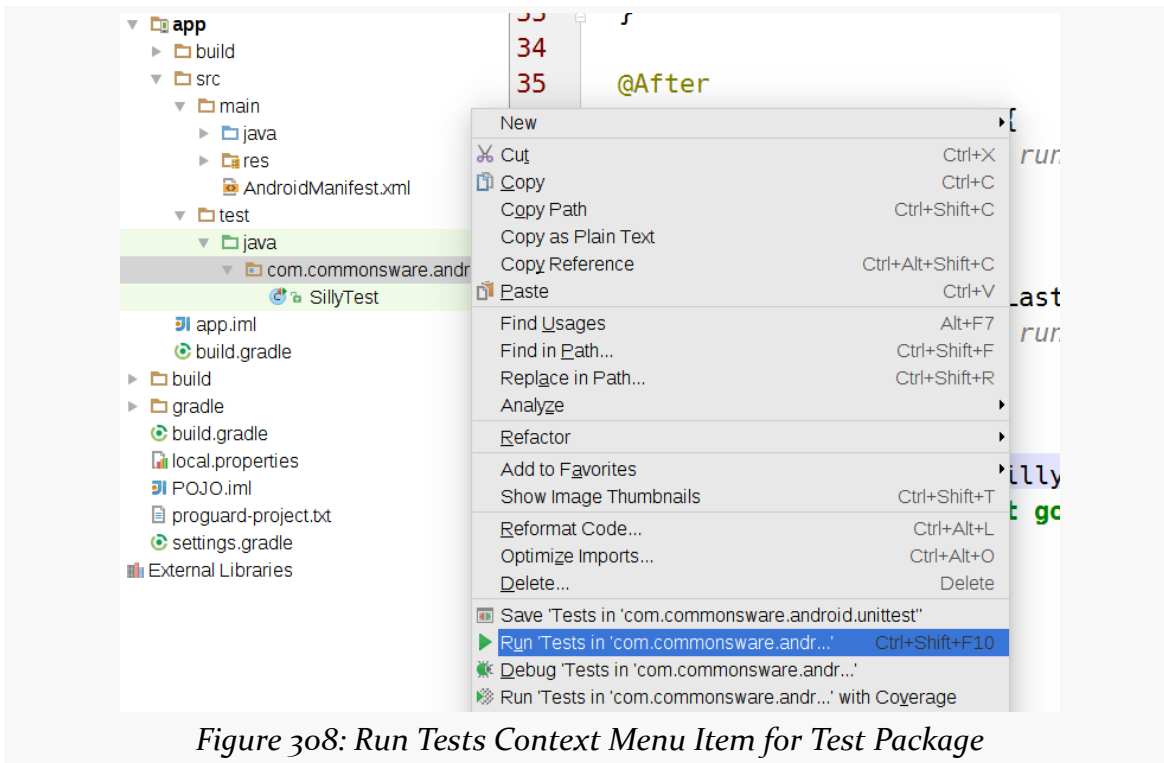 app
build
src
main
java
res
AndroidManifest.xml
test
java
com.commonsware.andr
SillyTest
app.iml
build.gradle
build
gradle
build.gradle
local.properties
POJO.iml
proguard-project.txt
settings.gradle
External Libraries
33 }
34
35 @After
{
run
Last
run
illy
t go
New
Cut Ctrl+X
Copy Ctrl+C
Copy Path Ctrl+Shift+C
Copy as Plain Text
Copy Reference Ctrl+Alt+Shift+C
Paste Ctrl+V
Find Usages Alt+F7
Find in Path... Ctrl+Shift+F
Replace in Path... Ctrl+Shift+R
Analyze
Refactor
Add to Favorites
Show Image Thumbnails Ctrl+Shift+T
Reformat Code... Ctrl+Alt+L
Optimize Imports... Ctrl+Alt+O
Delete... Delete
Save 'Tests in 'com.commonsware.android.unittest''
Run 'Tests in 'com.commonsware.andr...' Ctrl+Shift+F10
Debug 'Tests in 'com.commonsware.andr...'
Run 'Tests in 'com.commonsware.andr...' with Coverage
Figure 308: Run Tests Context Menu Item for Test Package